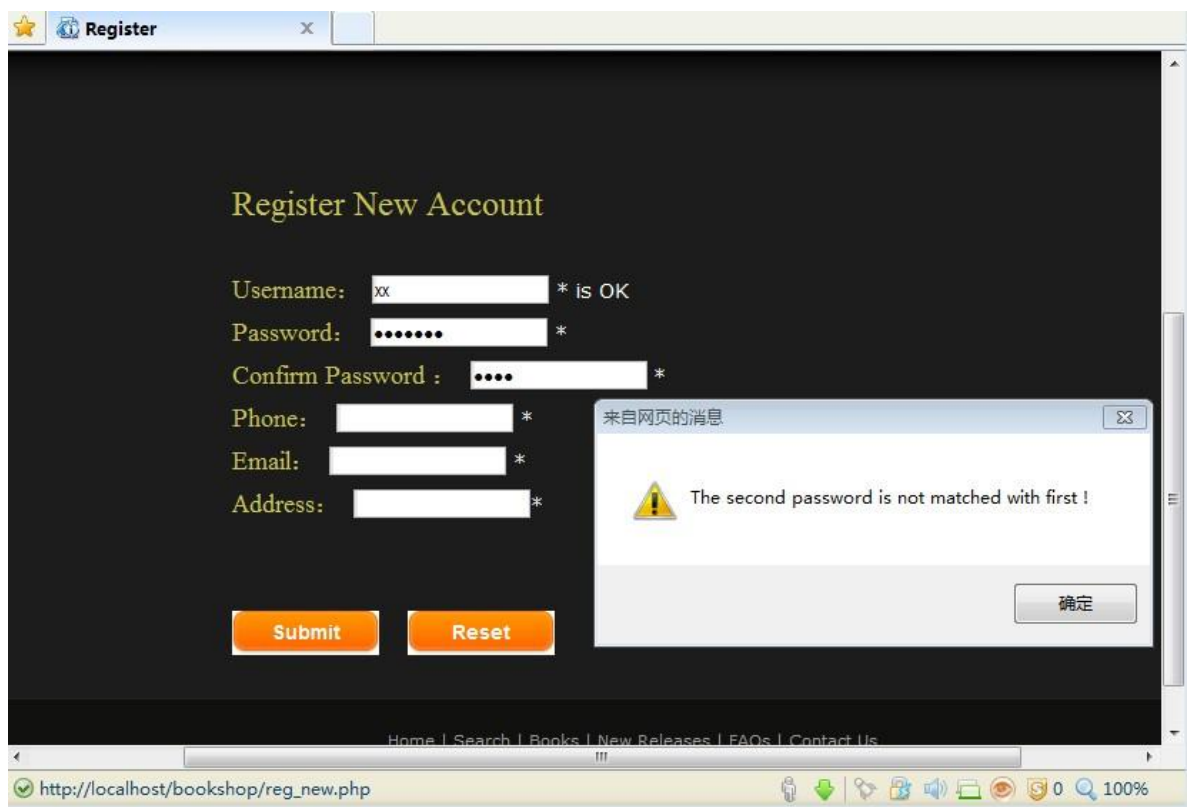 Register
Register New Account
Username： xx * is OK
Password： ••••••• *
Confirm Password ： •••• *
Phone： *
Email： *
Address： *
来自网页的消息
The second password is not matched with first !
确定
Submit Reset
Home | Search | Books | New Releases | FAQs | Contact Us
http://localhost/bookshop/reg_new.php 0 100%